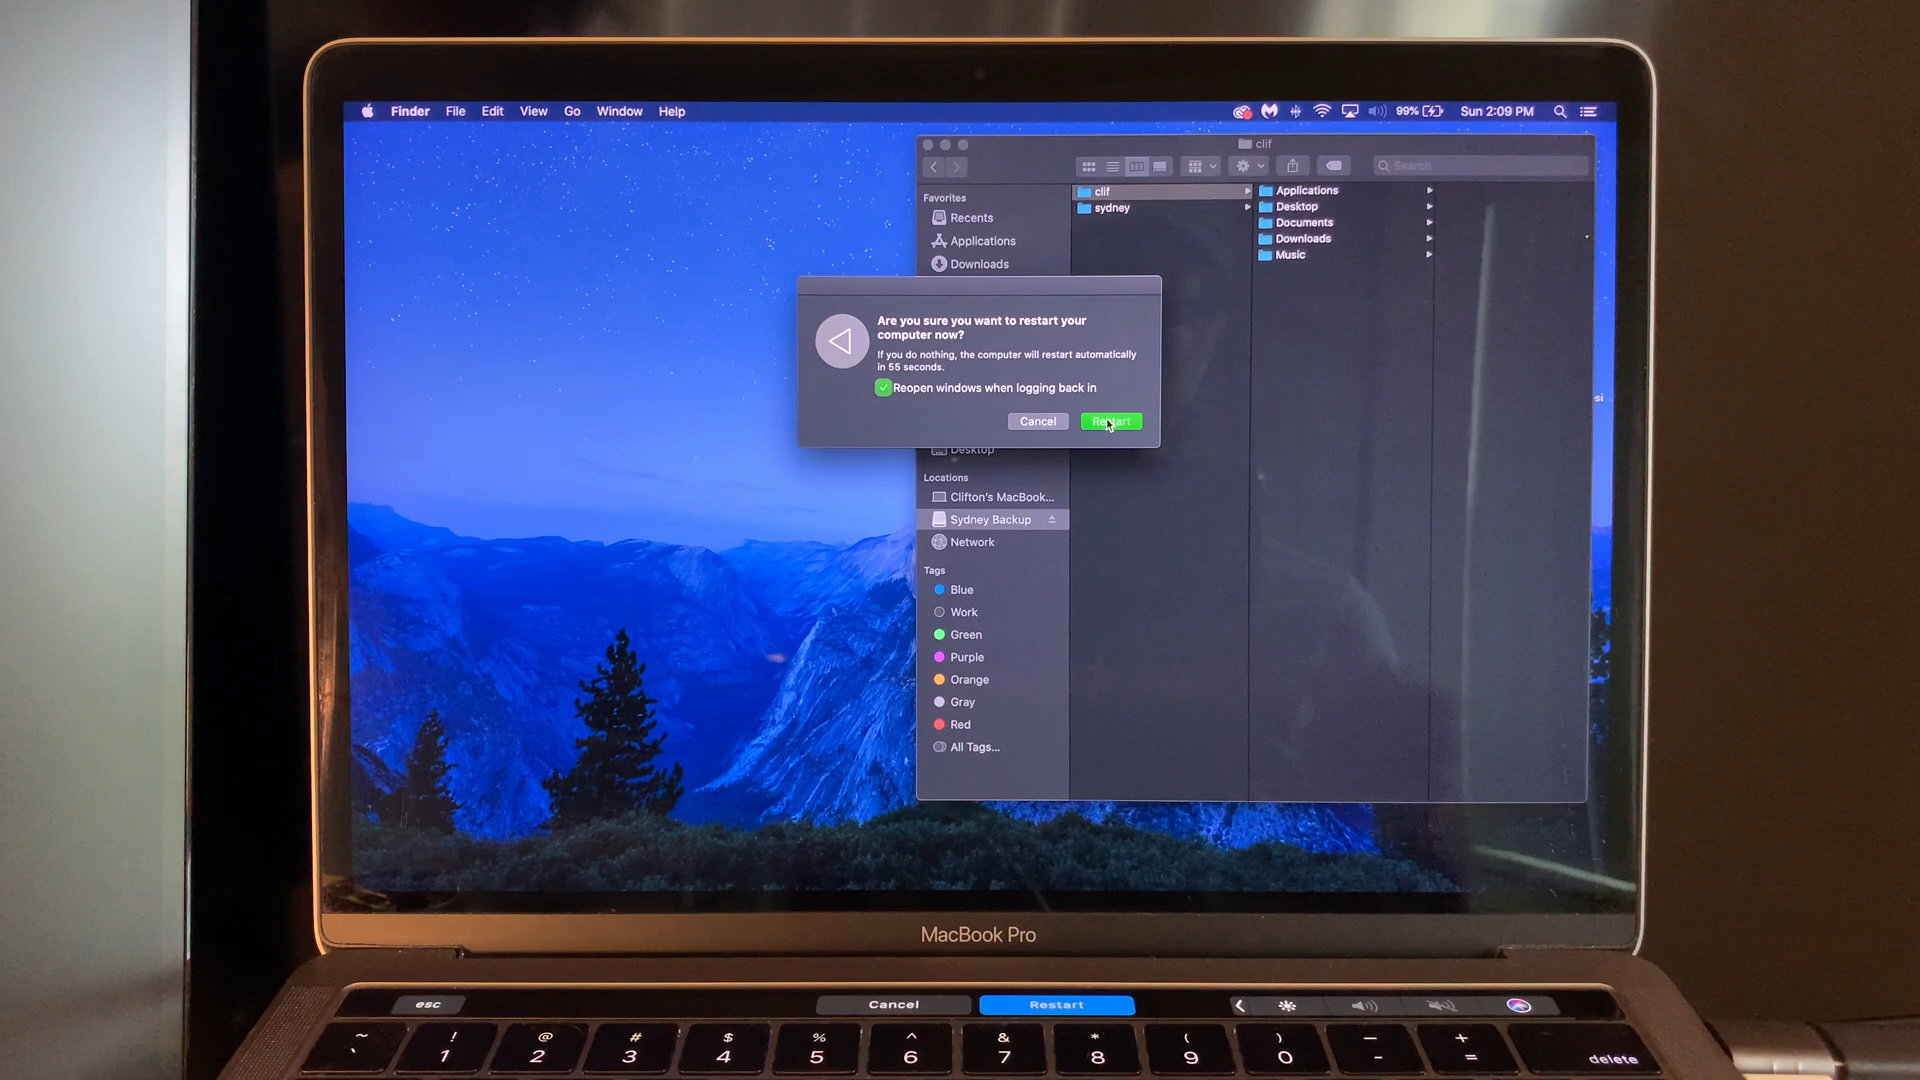 Finder File Edit View Go Window Help 99% Sun 2:09 PM
clif
Search
Favorites
Recents
Applications
Downloads
Desktop
Locations
Clifton's MacBook...
Sydney Backup
Network
Tags
Blue
Work
Green
Purple
Orange
Gray
Red
All Tags...
clif
sydney
Applications
Desktop
Documents
Downloads
Music
Are you sure you want to restart your
computer now?
If you do nothing, the computer will restart automatically
in 55 seconds.
Reopen windows when logging back in
Cancel Restart
si
MacBook Pro
esc Cancel Restart
~ ! @ # $ % ^ & * ( ) — +
` 1 2 3 4 5 6 7 8 9 0 - = delete